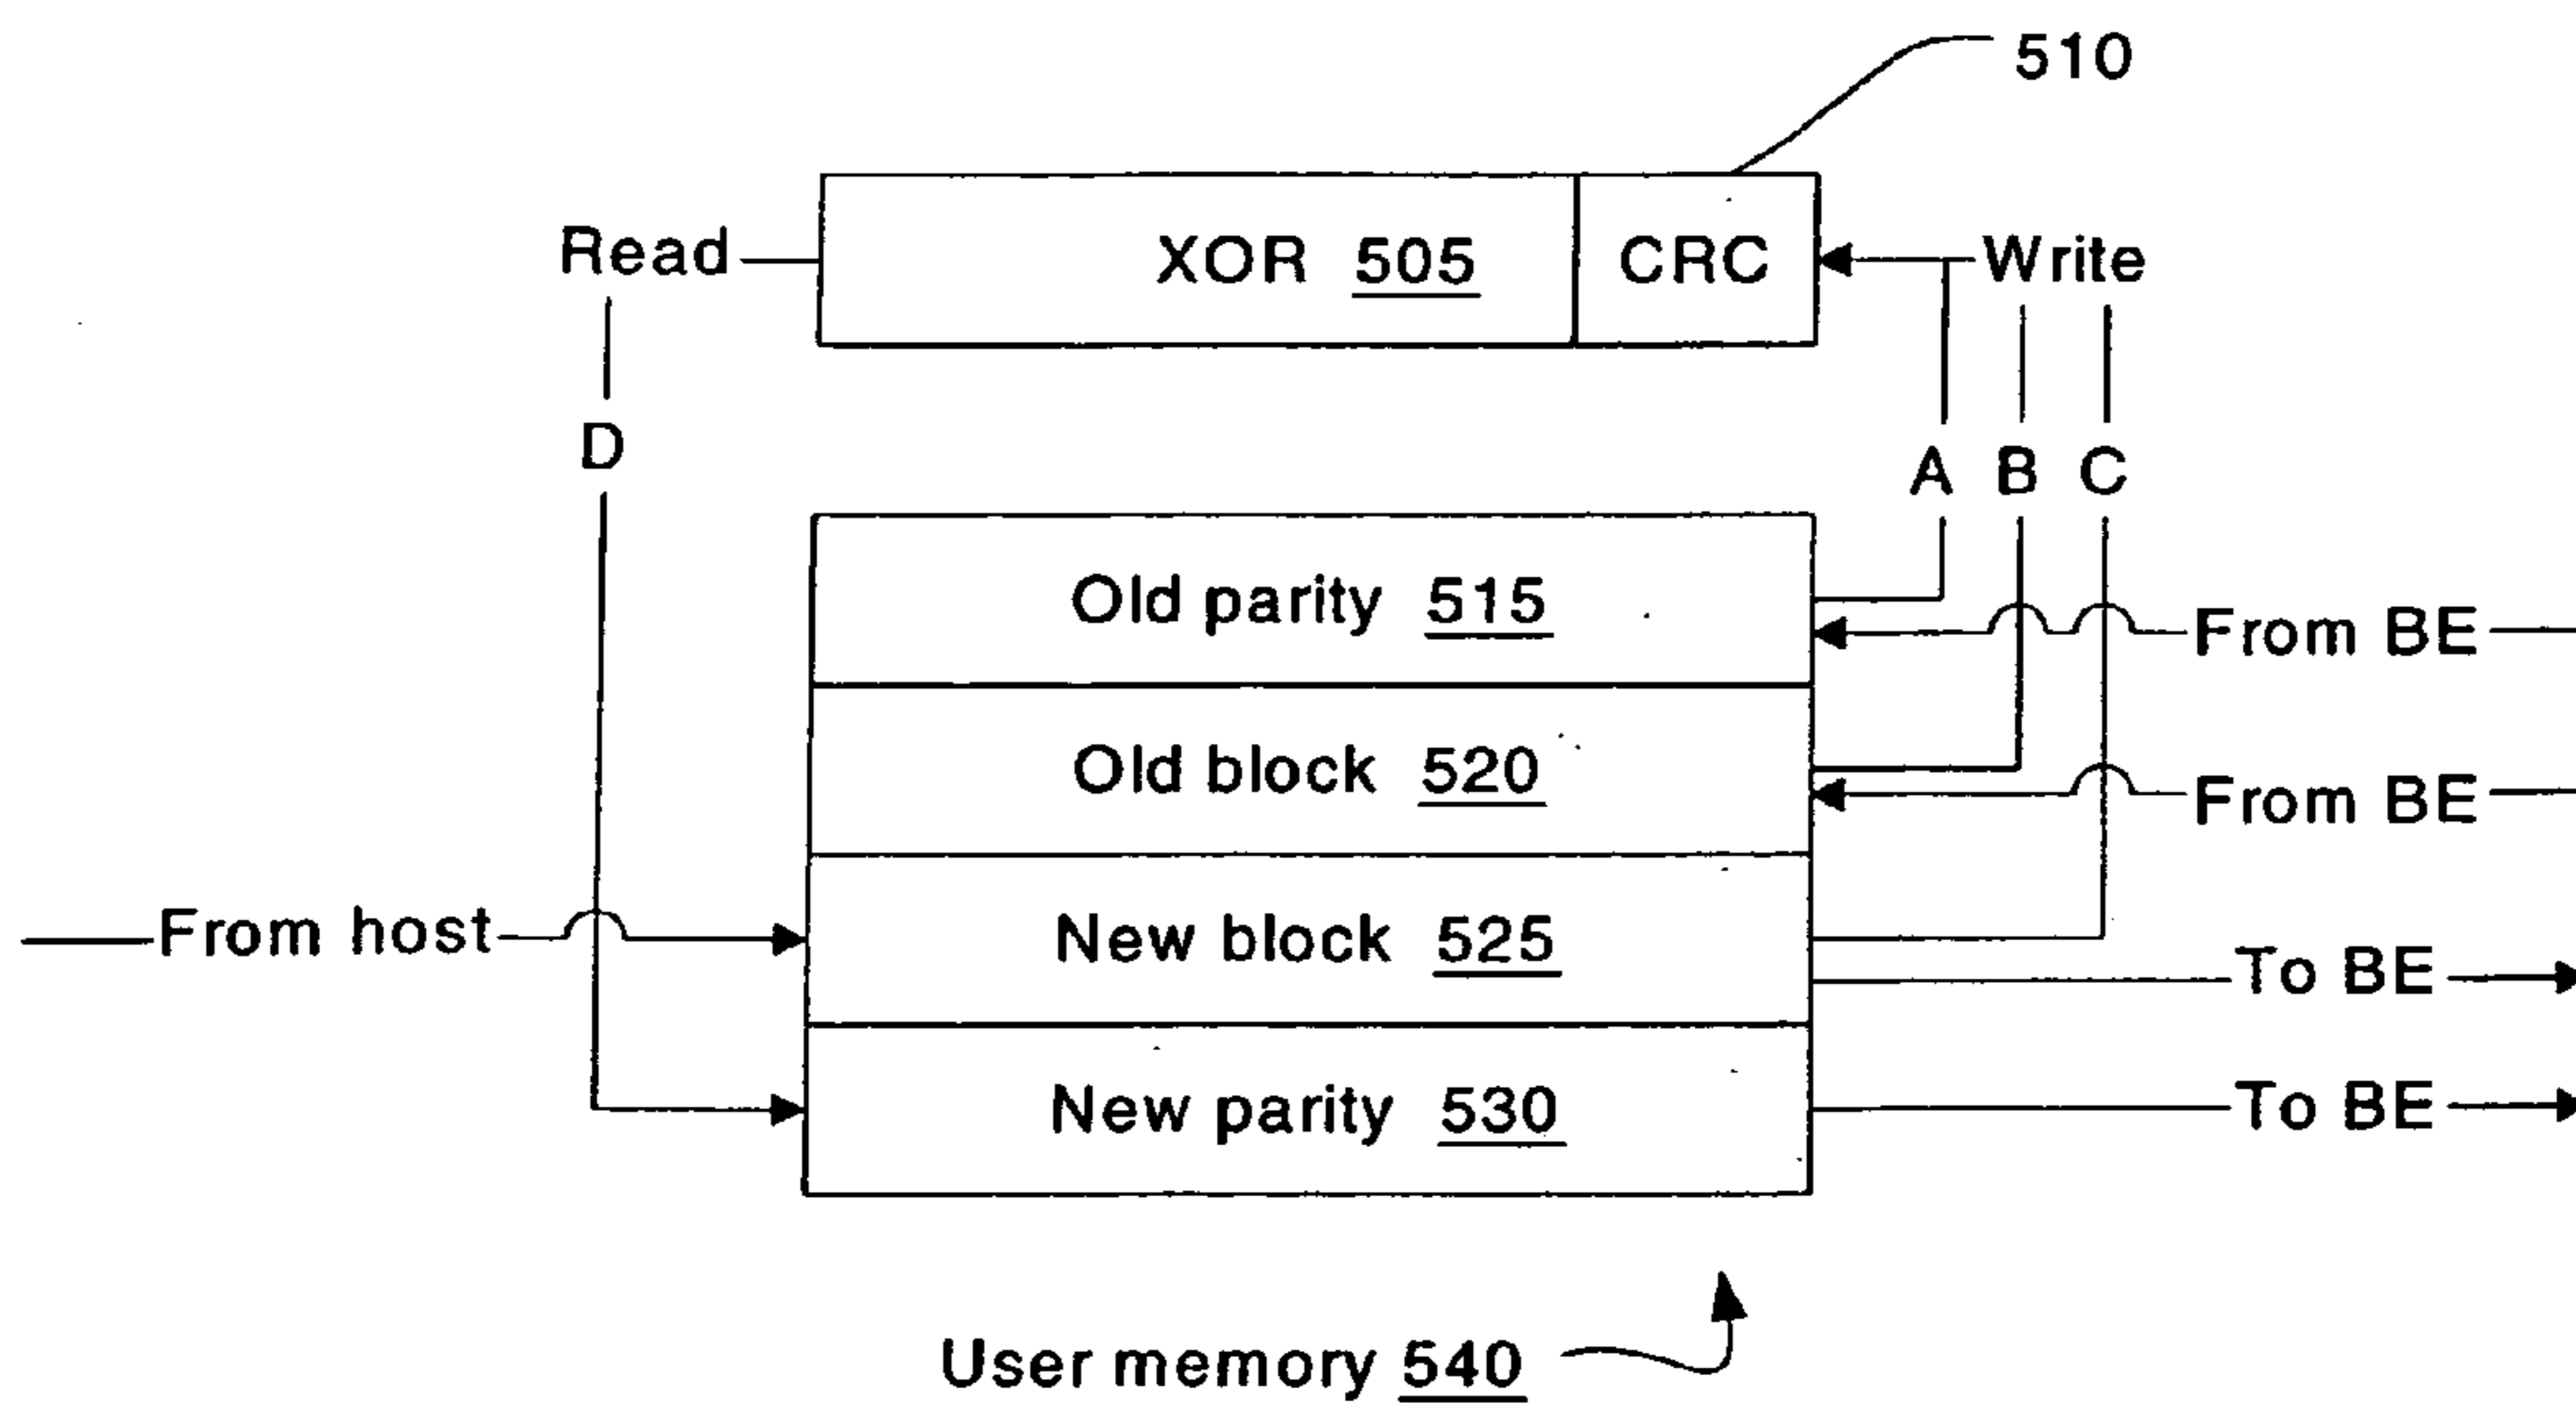 510
Read XOR 505 CRC Write
D
A B C
Old parity 515
From BE
Old block 520
From BE
From host New block 525
To BE
New parity 530 To BE
User memory 540